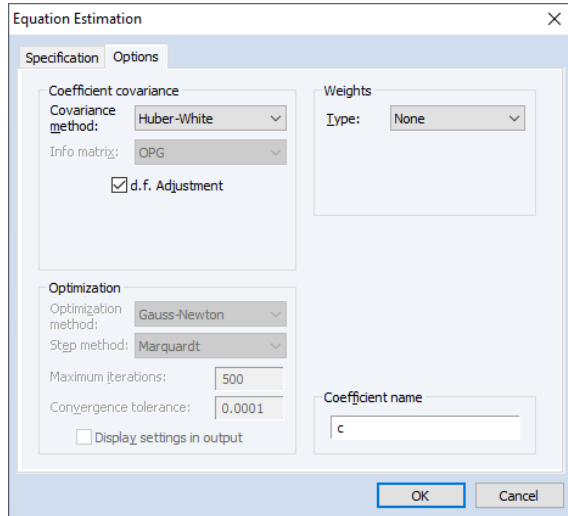 Equation Estimation
Specification
Options
Coefficient covariance
Covariance
method:
Huber-White
Info matrix:
OPG
d.f. Adjustment
Weights
Type:
None
Optimization
Optimization
method:
Gauss-Newton
Step method:
Marquardt
Maximum iterations:
500
Convergence tolerance:
0.0001
Display settings in output
Coefficient name
c
OK
Cancel